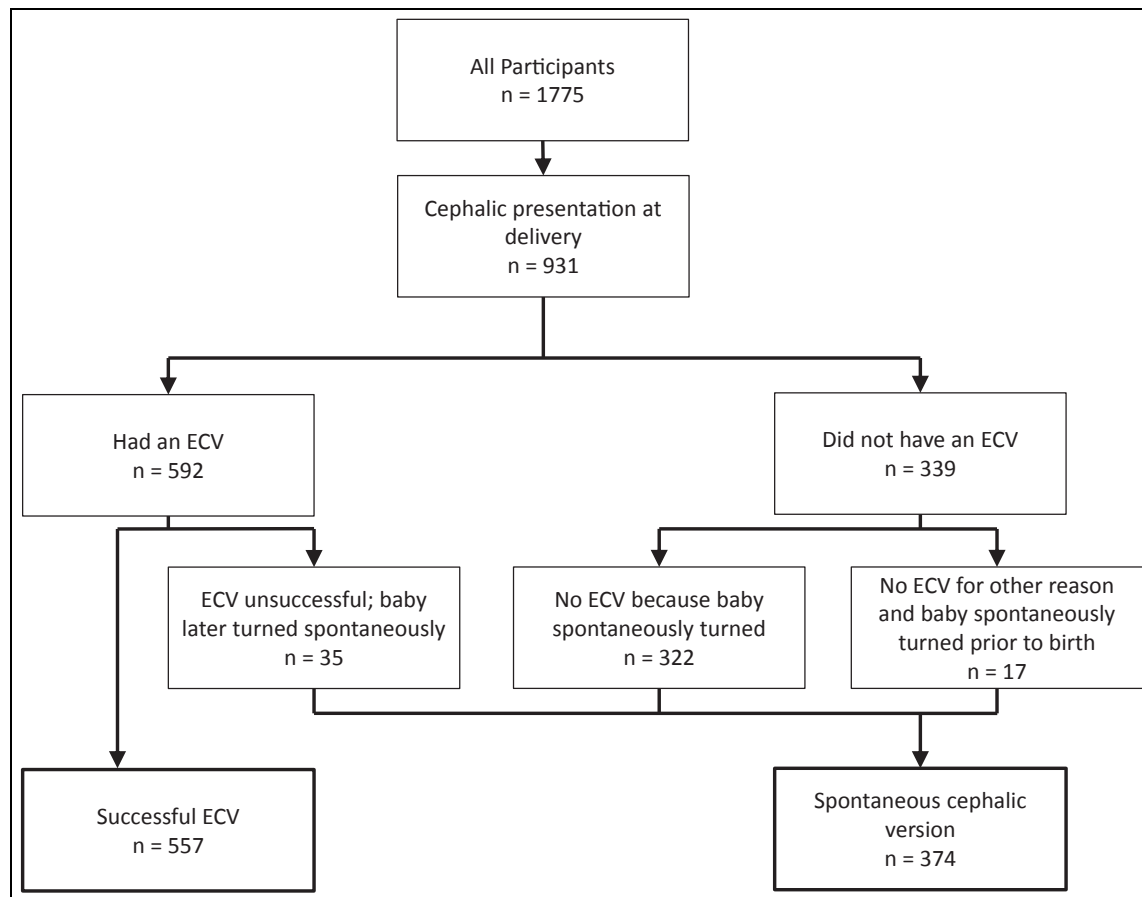 All Participants
n = 1775
Cephalic presentation at
delivery
n = 931
Had an ECV
n = 592
Did not have an ECV
n = 339
ECV unsuccessful; baby
later turned spontaneously
n = 35
No ECV because baby
spontaneously turned
n = 322
No ECV for other reason
and baby spontaneously
turned prior to birth
n = 17
Successful ECV
n = 557
Spontaneous cephalic
version
n = 374